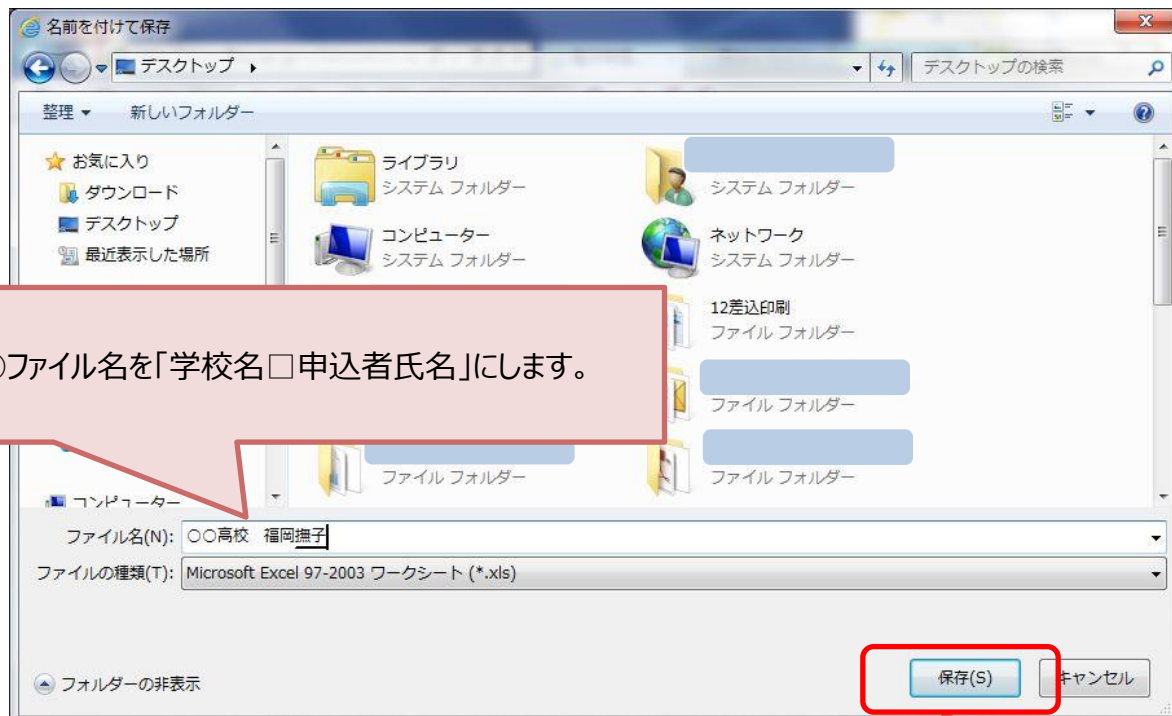 名前を付けて保存
デスクトップ
デスクトップの検索
整理
新しいフォルダー
お気に入り
ダウンロード
デスクトップ
最近表示した場所
ライブラリ
システム フォルダー
システム フォルダー
コンピューター
システム フォルダー
ネットワーク
システム フォルダー
12差込印刷
ファイル フォルダー
ファイル名を「学校名□申込者氏名」にします。
ファイル フォルダー
ファイル フォルダー
ファイル フォルダー
コンピューター
ファイル名(N): 〇〇高校　福岡撫子
ファイルの種類(T): Microsoft Excel 97-2003 ワークシート (*.xls)
フォルダーの非表示
保存(S)
キャンセル